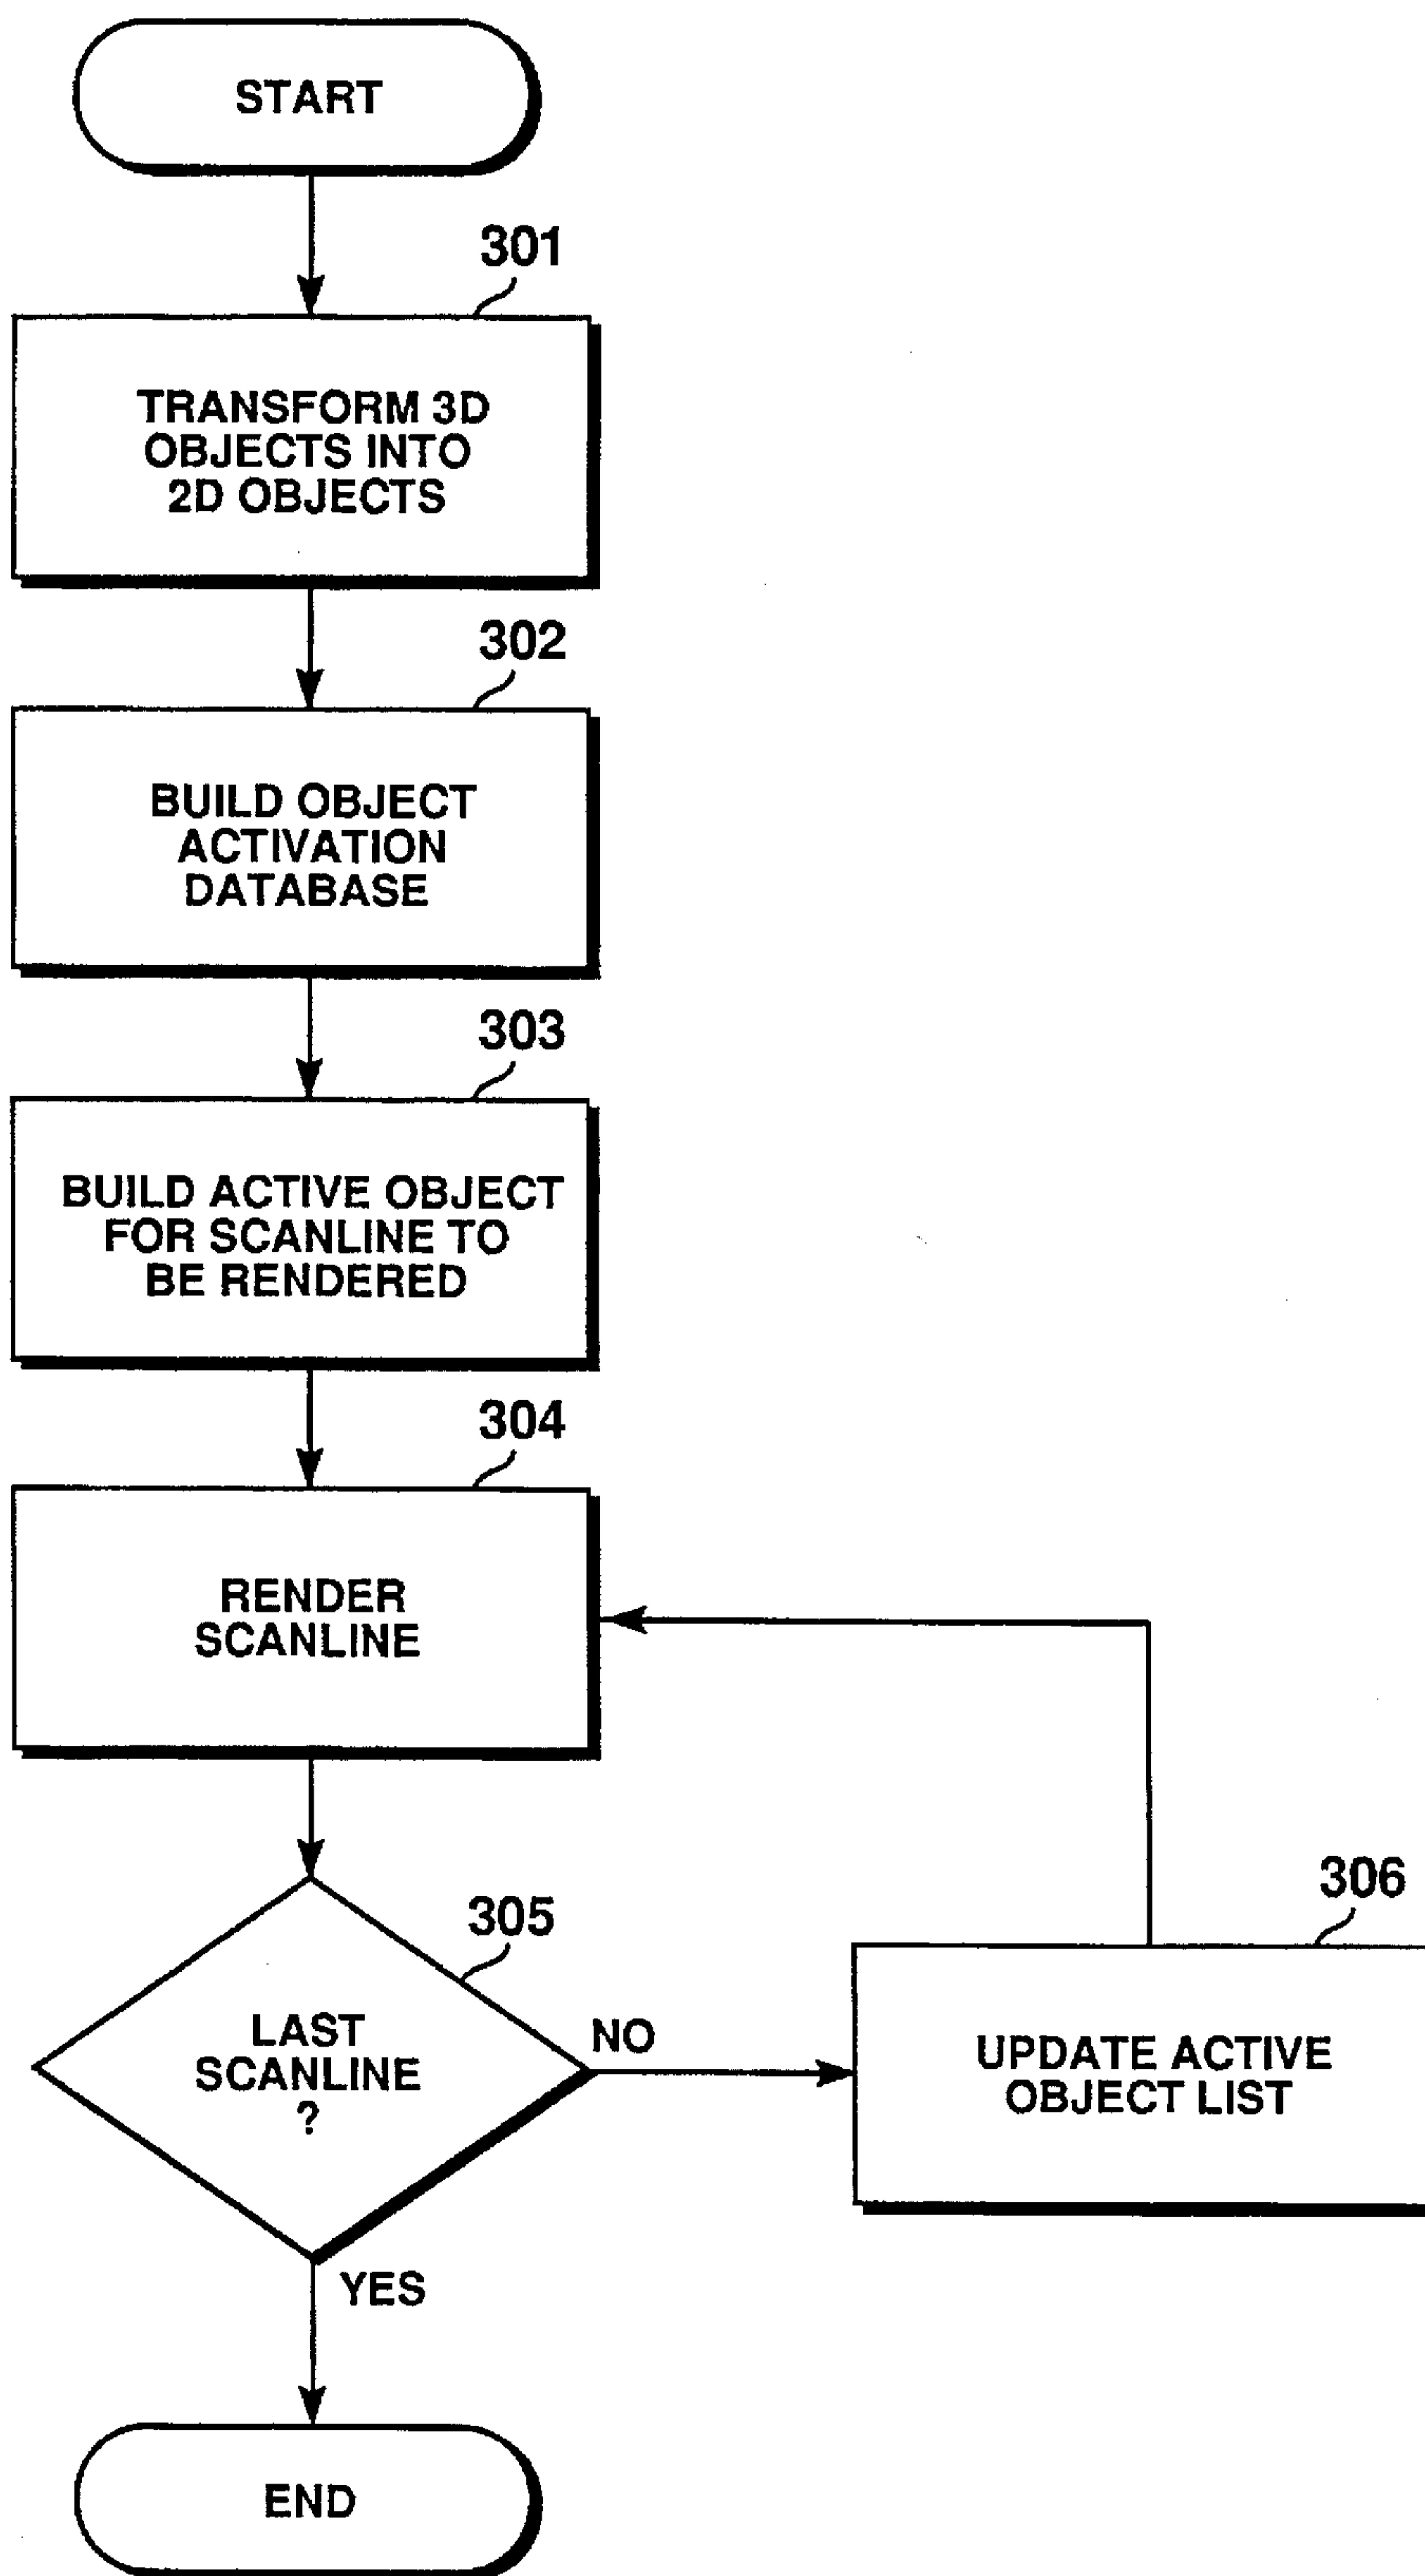 START
301
TRANSFORM 3D
OBJECTS INTO
2D OBJECTS
302
BUILD OBJECT
ACTIVATION
DATABASE
303
BUILD ACTIVE OBJECT
FOR SCANLINE TO
BE RENDERED
304
RENDER
SCANLINE
305
LAST
SCANLINE
?
NO
306
UPDATE ACTIVE
OBJECT LIST
YES
END